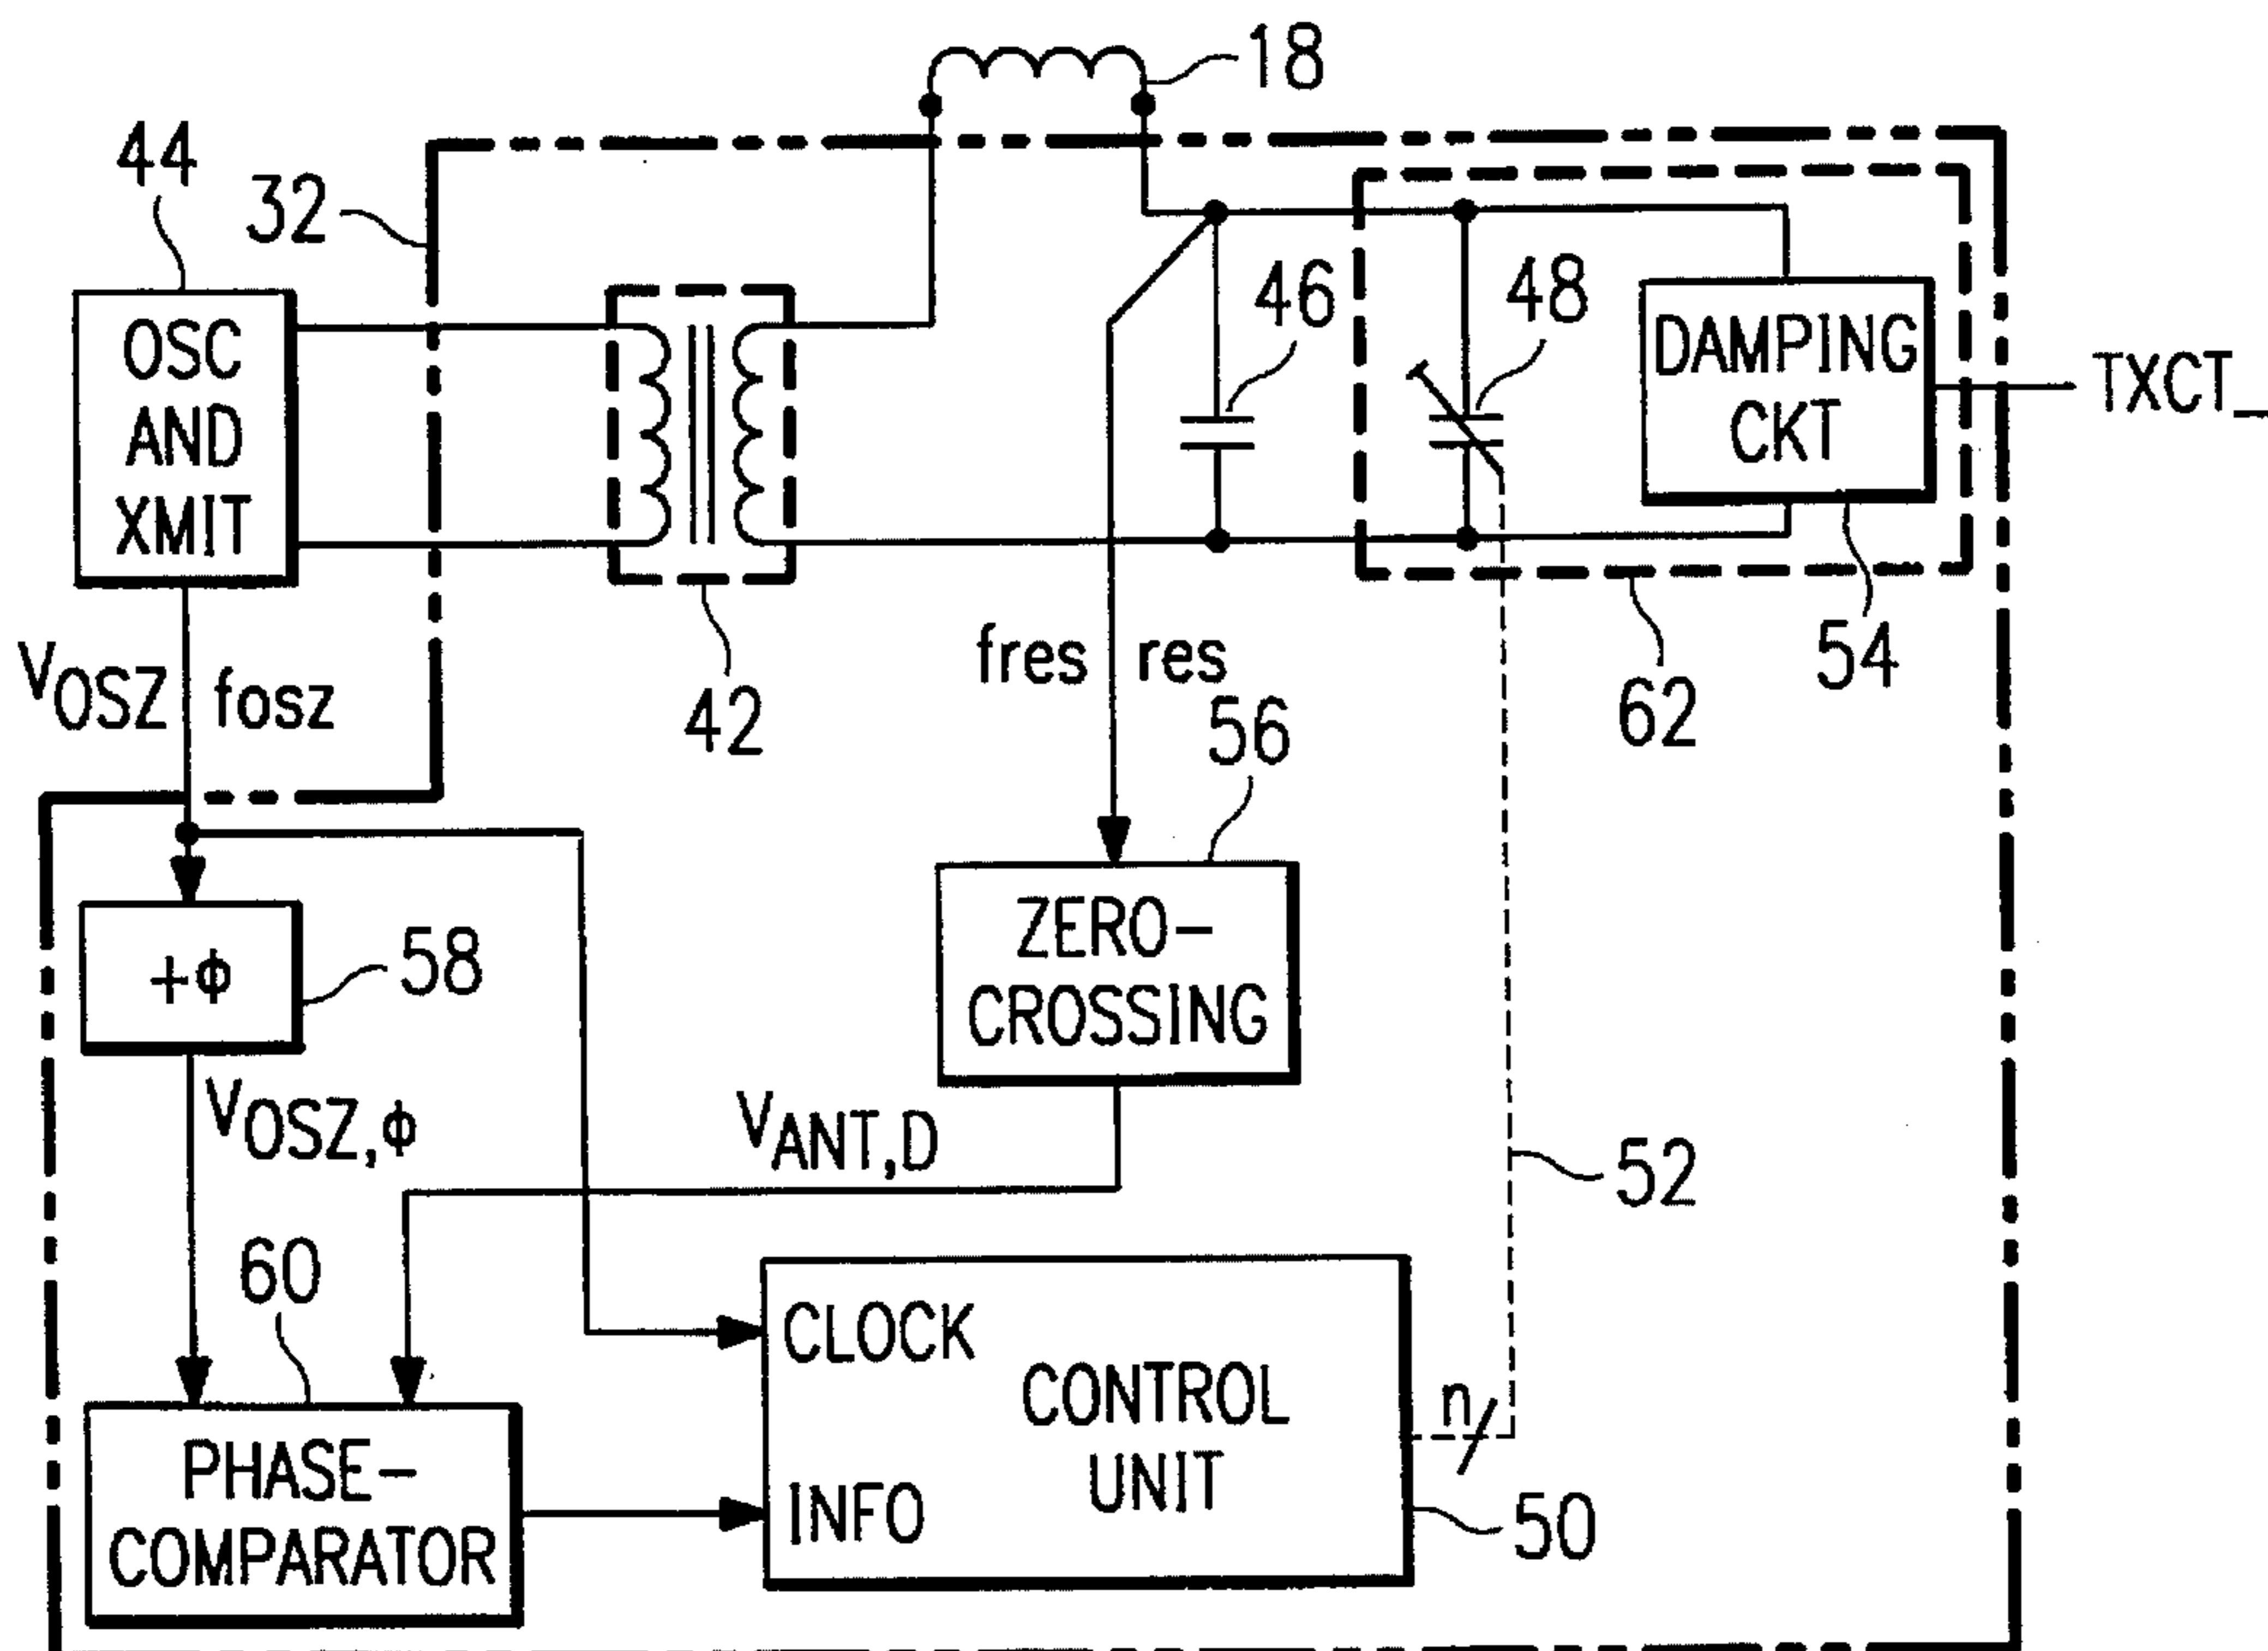 18
44
32
46
48
OSC
AND
XMIT
DAMPING
CKT
TXCT_
VOSZ
fosz
42
fres
res
56
62
54
+Φ
58
ZERO-
CROSSING
VOSZ,Φ
VANT,D
52
60
CLOCK
CONTROL
UNIT
INFO
n
PHASE-
COMPARATOR
50